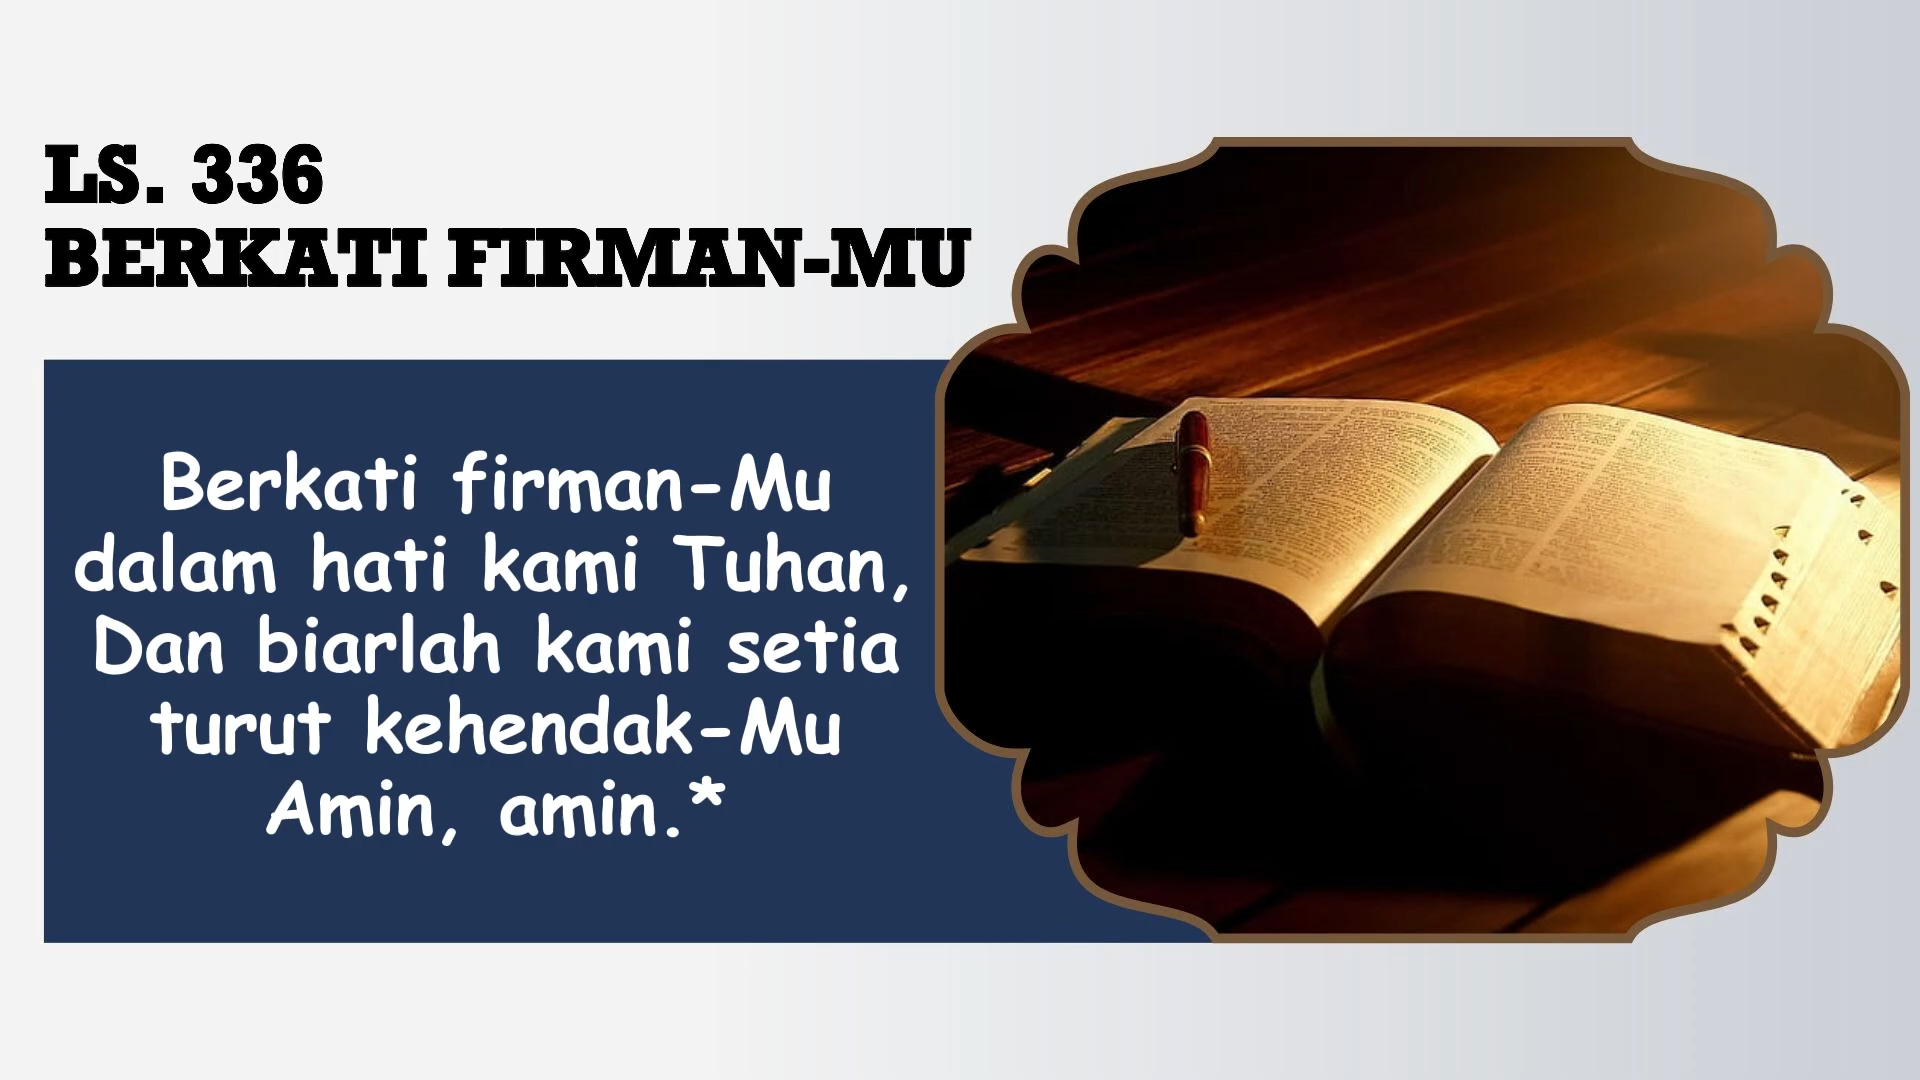 LS. 336
BERKATI FIRMAN-MU
Berkati firman-Mu
dalam hati kami Tuhan,
Dan biarlah kami setia
turut kehendak-Mu
Amin, amin.*